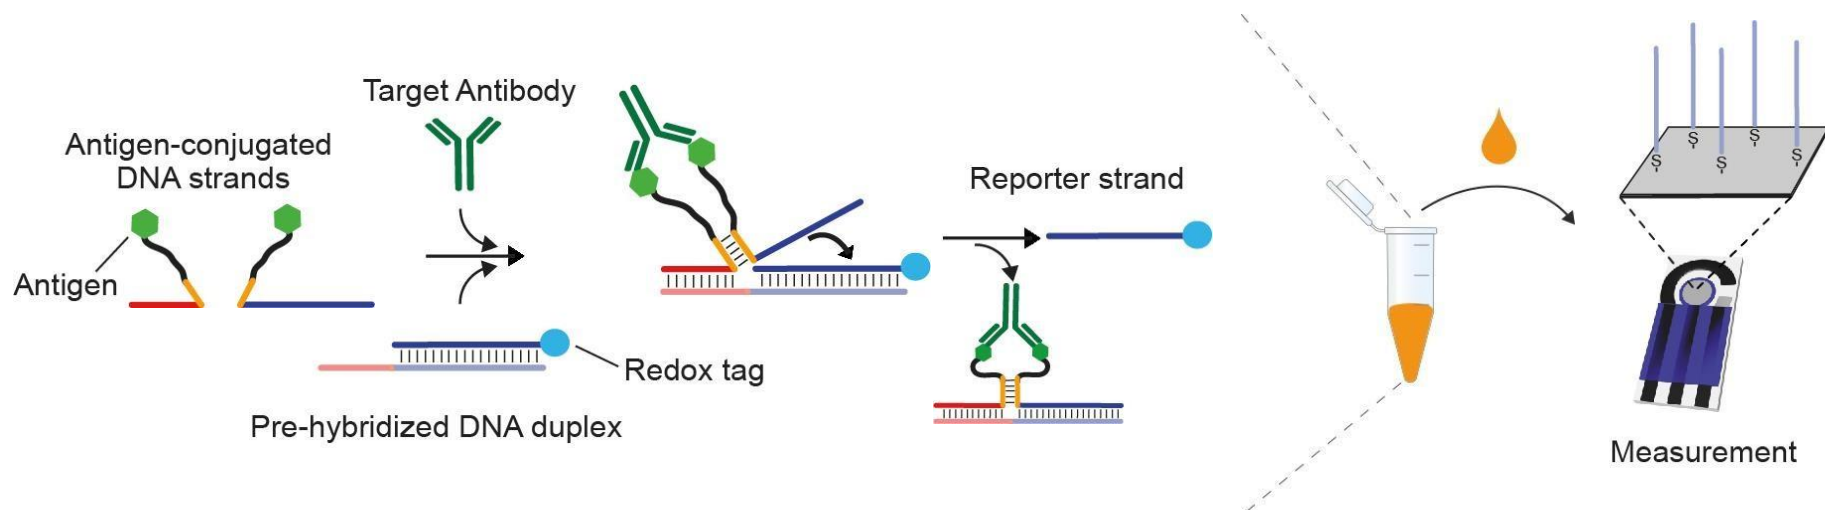 Target Antibody
Antigen-conjugated
DNA strands
Antigen
Redox tag
Pre-hybridized DNA duplex
Reporter strand
S
S
S
S
S
Measurement